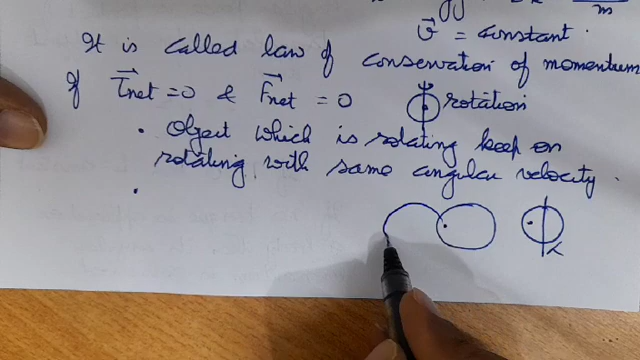 v⃗ = constant.
It is called law of conservation of momentum
If τ⃗net = 0 & F⃗net = 0 rotation
• Object which is rotating keep on
rotating with same angular velocity.
•